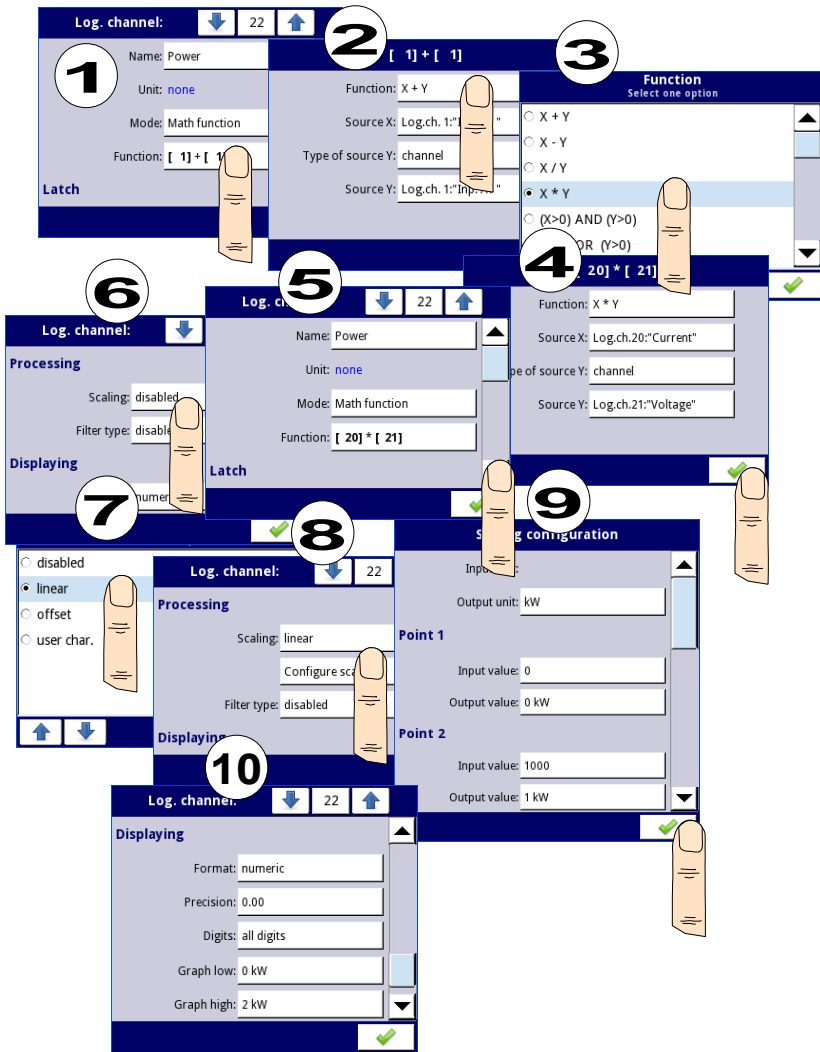 1
Log. channel:
22
Name: Power
Unit: none
Mode: Math function
Function: [ 1] + [ 1]
Latch
2
[ 1] + [ 1]
Function: X + Y
Source X: Log.ch. 1:"
Type of source Y: channel
Source Y: Log.ch. 1:"Inp.
3
Function
Select one option
X + Y
X - Y
X / Y
X * Y
(X>0) AND (Y>0)
OR (Y>0)
4
20] * [ 21]
Function: X * Y
Source X: Log.ch.20:"Current"
pe of source Y: channel
Source Y: Log.ch.21:"Voltage"
5
Log. c
22
Name: Power
Unit: none
Mode: Math function
Function: [ 20] * [ 21]
Latch
6
Log. channel:
Processing
Scaling: disabled
Filter type: disable
Displaying
numer
7
disabled
linear
offset
user char.
8
Log. channel:
22
Processing
Scaling: linear
Configure sca
Filter type: disabled
Displaying
9
configuration
Output unit: kW
Point 1
Input value: 0
Output value: 0 kW
Point 2
Input value: 1000
Output value: 1 kW
10
Log. channel:
22
Displaying
Format: numeric
Precision: 0.00
Digits: all digits
Graph low: 0 kW
Graph high: 2 kW